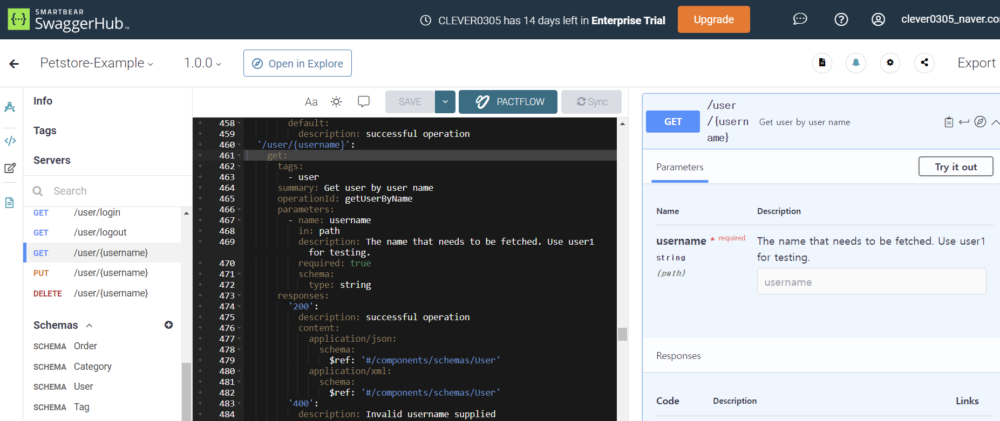 SMARTBEAR
SwaggerHub™
CLEVER0305 has 14 days left in Enterprise Trial
Upgrade
clever0305_naver.co
Petstore-Example
1.0.0
Open in Explore
Export
Info
Tags
Servers
Search
GET /user/login
GET /user/logout
GET /user/{username}
PUT /user/{username}
DELETE /user/{username}
Schemas
SCHEMA Order
SCHEMA Category
SCHEMA User
SCHEMA Tag
Aa
SAVE
PACTFLOW
Sync
458 default:
459 description: successful operation
460 '/user/{username}':
461 get:
462 tags:
463 - user
464 summary: Get user by user name
465 operationId: getUserByName
466 parameters:
467 - name: username
468 in: path
469 description: The name that needs to be fetched. Use user1
for testing.
470 required: true
471 schema:
472 type: string
473 responses:
474 '200':
475 description: successful operation
476 content:
477 application/json:
478 schema:
479 $ref: '#/components/schemas/User'
480 application/xml:
481 schema:
482 $ref: '#/components/schemas/User'
483 '400':
484 description: Invalid username supplied
GET
/user
/{usern
ame}
Get user by user name
Parameters
Try it out
Name Description
username * required
string
(path)
The name that needs to be fetched. Use user1
for testing.
username
Responses
Code Description Links